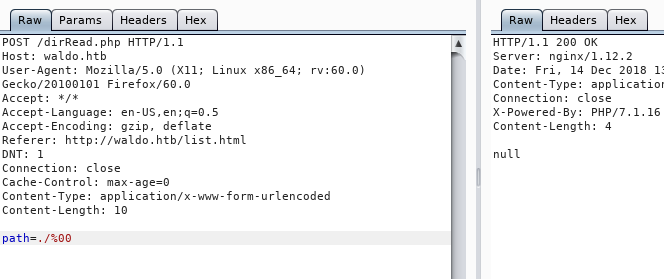 Raw Params Headers Hex
POST /dirRead.php HTTP/1.1
Host: waldo.htb
User-Agent: Mozilla/5.0 (X11; Linux x86_64; rv:60.0)
Gecko/20100101 Firefox/60.0
Accept: */*
Accept-Language: en-US,en;q=0.5
Accept-Encoding: gzip, deflate
Referer: http://waldo.htb/list.html
DNT: 1
Connection: close
Cache-Control: max-age=0
Content-Type: application/x-www-form-urlencoded
Content-Length: 10
path=./%00
Raw Headers Hex
HTTP/1.1 200 OK
Server: nginx/1.12.2
Date: Fri, 14 Dec 2018 13
Content-Type: application
Connection: close
X-Powered-By: PHP/7.1.16
Content-Length: 4
null